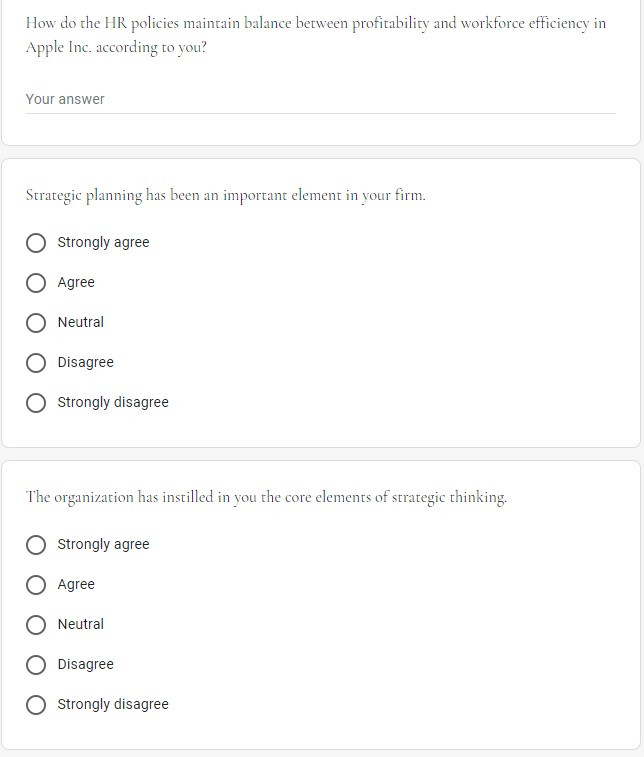 How do the HR policies maintain balance between profitability and workforce efficiency in
Apple Inc. according to you?
Your answer
Strategic planning has been an important element in your firm.
Strongly agree
Agree
Neutral
Disagree
Strongly disagree
The organization has instilled in you the core elements of strategic thinking.
Strongly agree
Agree
Neutral
Disagree
Strongly disagree